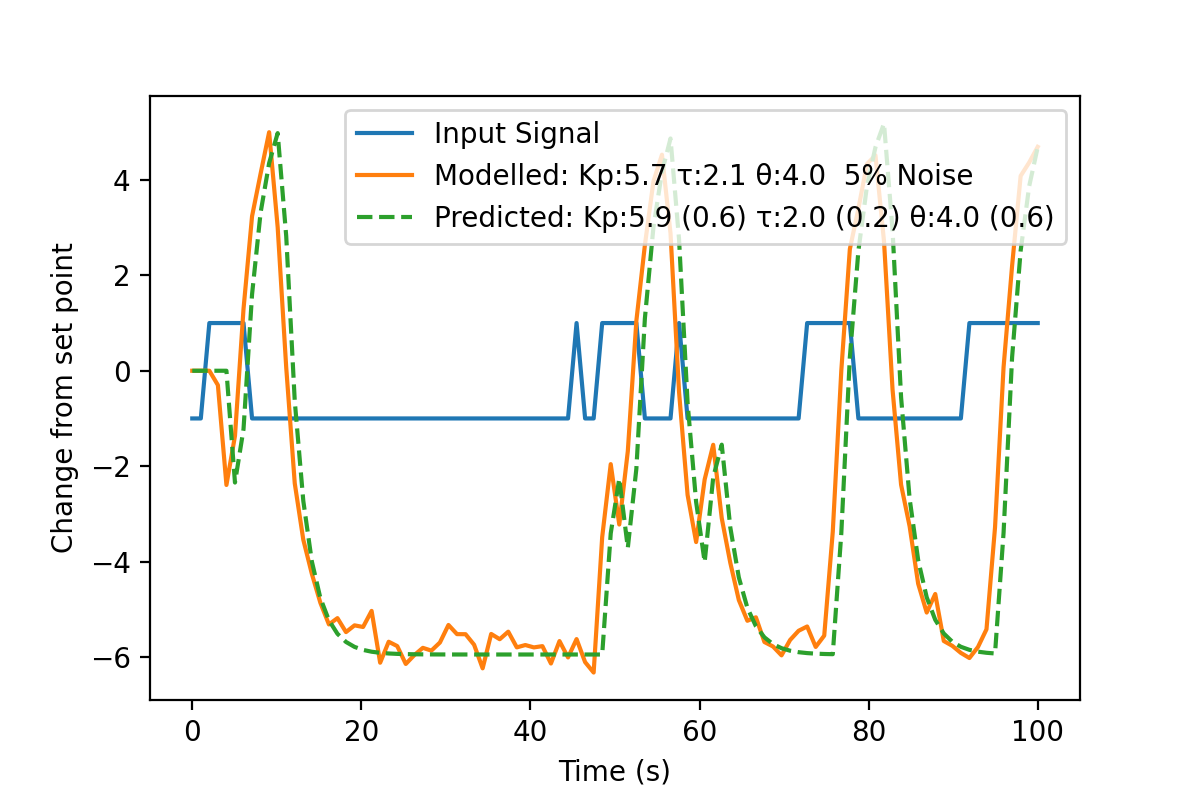 Input Signal
Modelled: Kp:5.7 τ:2.1 θ:4.0  5% Noise
Predicted: Kp:5.9 (0.6) τ:2.0 (0.2) θ:4.0 (0.6)
Change from set point
4
2
0
−2
−4
−6
0 20 40 60 80 100
Time (s)